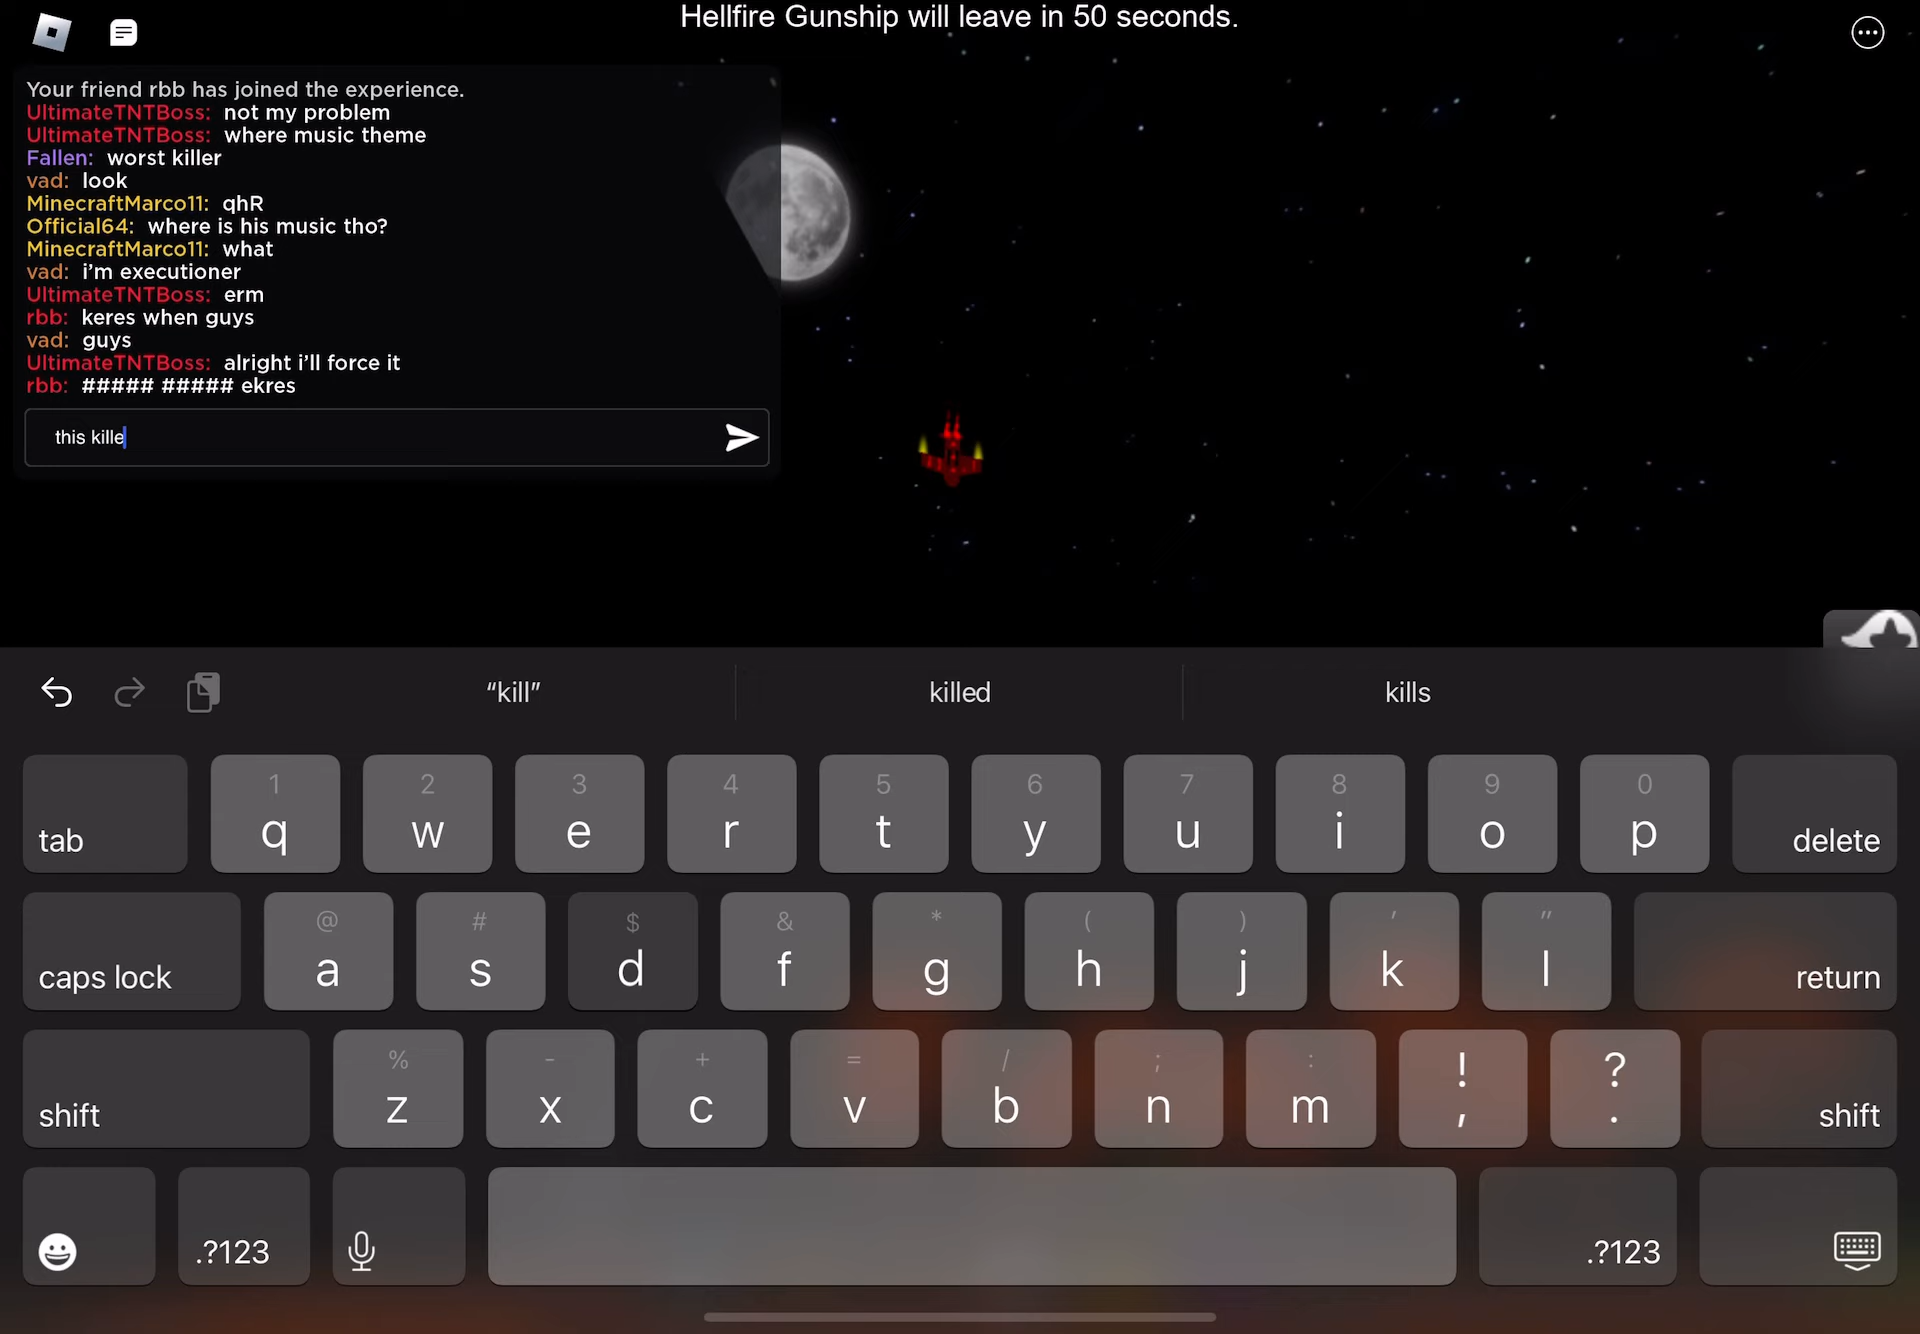 Hellfire Gunship will leave in 50 seconds.
Your friend rbb has joined the experience.
UltimateTNTBoss: not my problem
UltimateTNTBoss: where music theme
Fallen: worst killer
vad: look
MinecraftMarco11: qhR
Official64: where is his music tho?
MinecraftMarco11: what
vad: i'm executioner
UltimateTNTBoss: erm
rbb: keres when guys
vad: guys
UltimateTNTBoss: alright i'll force it
rbb: ##### ##### ekres
this kille
“kill” killed kills
1 2 3 4 5 6 7 8 9 0
tab q w e r t y u i o p delete
@ # $ & * ( ) ' "
caps lock a s d f g h j k l return
% - + = / ; : ! ?
shift z x c v b n m , . shift
.?123 .?123